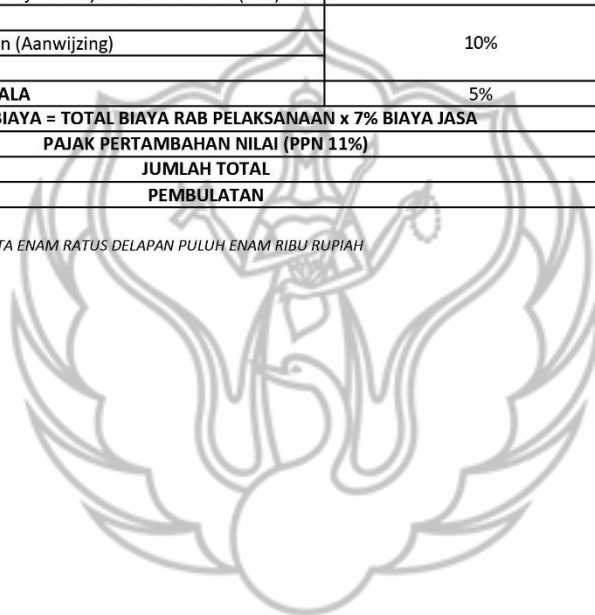 n (Aanwijzing) 10%
ALA 5%
BIAYA = TOTAL BIAYA RAB PELAKSANAAN x 7% BIAYA JASA
PAJAK PERTAMBAHAN NILAI (PPN 11%)
JUMLAH TOTAL
PEMBULATAN
TA ENAM RATUS DELAPAN PULUH ENAM RIBU RUPIAH